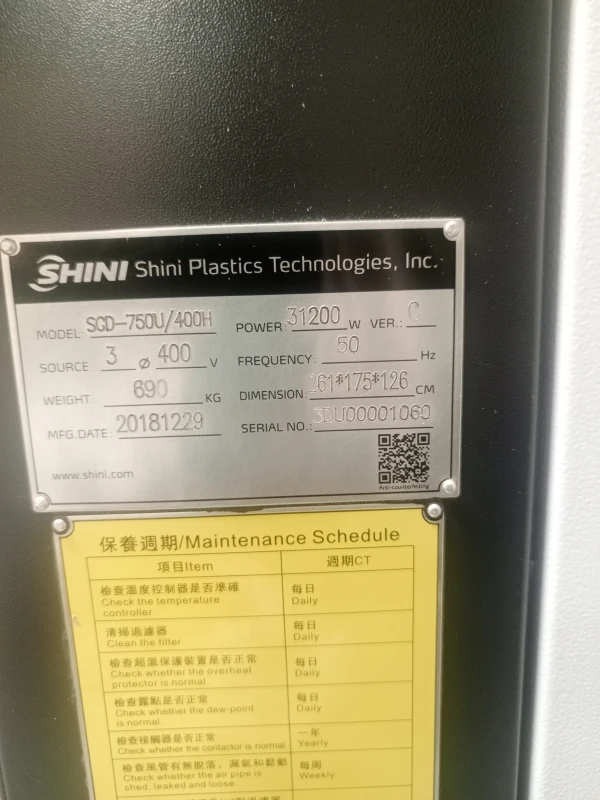 SHINI Shini Plastics Technologies, Inc.
MODEL: SGD-750U/400H POWER: 31200 W VER.: C
SOURCE: 3 ø 400 V FREQUENCY: 50 Hz
WEIGHT: 690 KG DIMENSION: 261*175*126 CM
MFG.DATE: 20181229 SERIAL NO.: 3DU00001060
www.shini.com
Anti-counterfeiting
保養週期/Maintenance Schedule
項目Item 週期CT
檢查溫度控制器是否準確 每日
Check the temperature Daily
controller.
清掃過濾器 每日
Clean the filter. Daily
檢查超溫保護裝置是否正常 每日
Check whether the overheat Daily
protector is normal.
檢查露點是否正常 每日
Check whether the dew-point Daily
is normal.
檢查接觸器是否正常 一年
Check whether the contactor is normal. Yearly
檢查風管有無脫落、漏氣和鬆動 每周
Check whether the air pipe is Weekly
shed, leaked and loose.